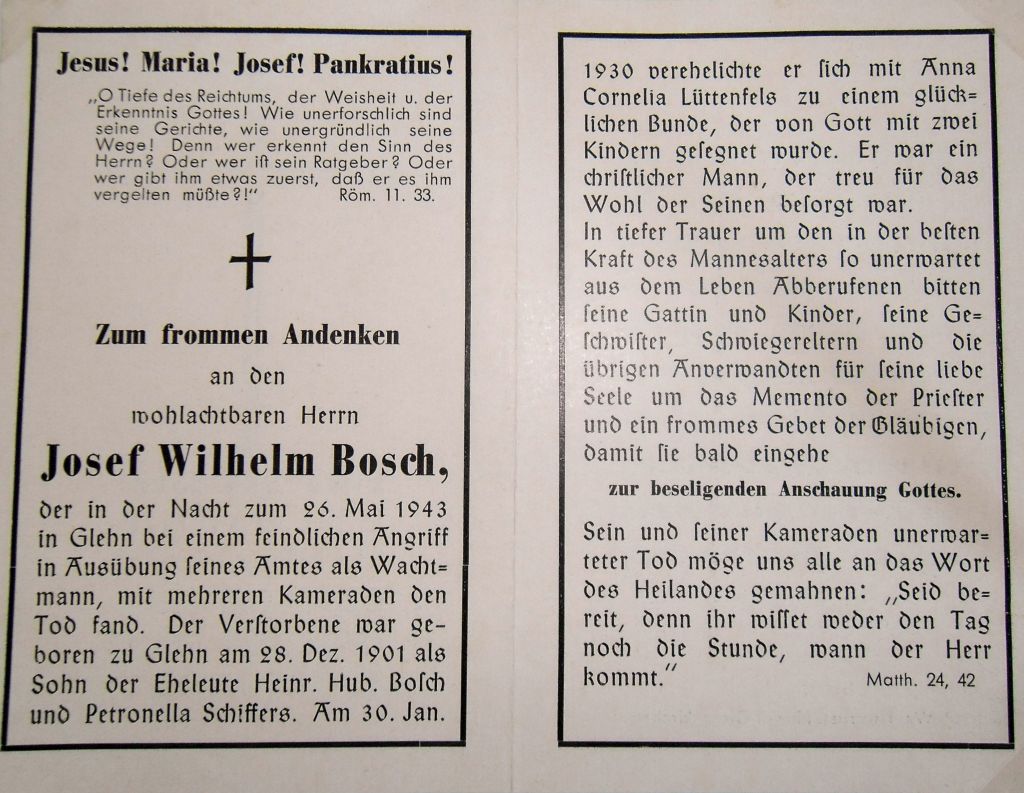 Jesus! Maria! Josef! Pankratius!
„O Tiefe des Reichtums, der Weisheit u. der
Erkenntnis Gottes! Wie unerforschlich sind
seine Gerichte, wie unergründlich seine
Wege! Denn wer erkennt den Sinn des
Herrn? Oder wer iſt sein Ratgeber? Oder
wer gibt ihm etwas zuerst, daß er es ihm
vergelten müßte?!" Röm. 11. 33.
Zum frommen Andenken
an den
wohlachtbaren Herrn
Josef Wilhelm Bosch,
der in der Nacht zum 26. Mai 1943
in Glehn bei einem feindlichen Angriff
in Ausübung ſeines Amtes als Wacht=
mann, mit mehreren Kameraden den
Tod fand. Der Verſtorbene war ge-
boren zu Glehn am 28. Dez. 1901 als
Sohn der Eheleute Heinr. Hub. Boſch
und Petronella Schiffers. Am 30. Jan.
1930 verehelichte er ſich mit Anna
Cornelia Lüttenfels zu einem glück=
lichen Bunde, der von Gott mit zwei
Kindern geſegnet wurde. Er war ein
chriſtlicher Mann, der treu für das
Wohl der Seinen beſorgt war.
In tiefer Trauer um den in der beſten
Kraft des Mannesalters ſo unerwartet
aus dem Leben Abberufenen bitten
ſeine Gattin und Kinder, ſeine Ge-
ſchwiſter, Schwiegereltern und die
übrigen Anverwandten für ſeine liebe
Seele um das Memento der Prieſter
und ein frommes Gebet der Gläubigen,
damit ſie bald eingehe
zur beseligenden Anschauung Gottes.
Sein und ſeiner Kameraden unerwar=
teter Tod möge uns alle an das Wort
des Heilandes gemahnen: „Seid be=
reit, denn ihr wiſſet weder den Tag
noch die Stunde, wann der Herr
kommt." Matth. 24, 42